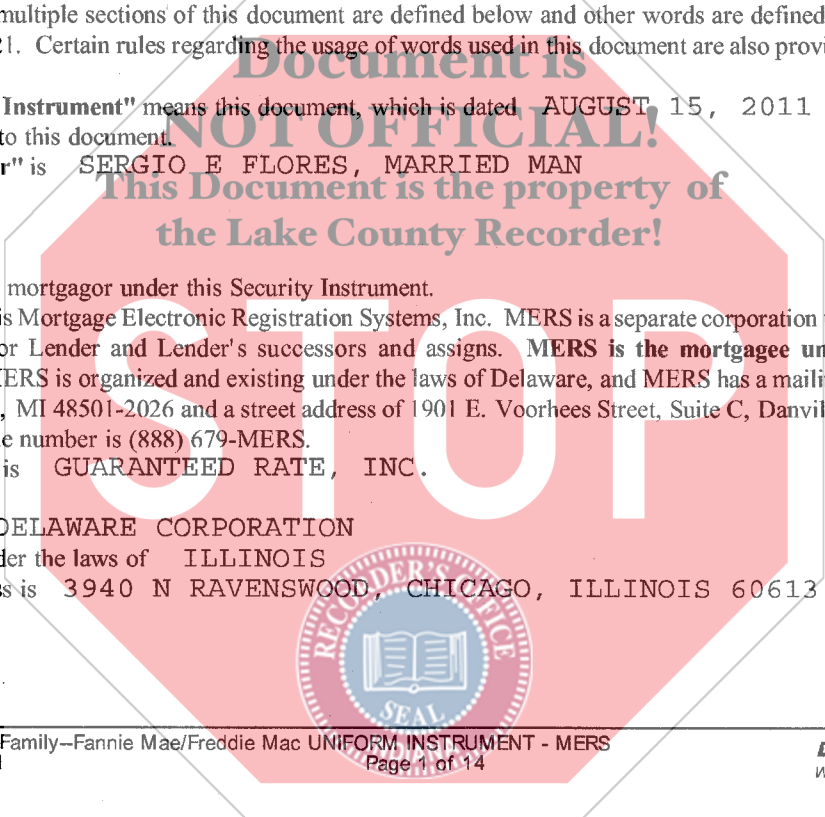 multiple sections of this document are defined below and other words are defined
21. Certain rules regarding the usage of words used in this document are also provi
Document is
Instrument" means this document, which is dated AUGUST 15, 2011
NOT OFFICIAL!
to this document.
r" is SERGIO E FLORES, MARRIED MAN
This Document is the property of
the Lake County Recorder!
mortgagor under this Security Instrument.
is Mortgage Electronic Registration Systems, Inc. MERS is a separate corporation
or Lender and Lender's successors and assigns. MERS is the mortgagee un
ERS is organized and existing under the laws of Delaware, and MERS has a maili
, MI 48501-2026 and a street address of 1901 E. Voorhees Street, Suite C, Danvil
e number is (888) 679-MERS.
STOP
is GUARANTEED RATE, INC.
DELAWARE CORPORATION
der the laws of ILLINOIS
ss is 3940 N RAVENSWOOD, CHICAGO, ILLINOIS 60613
RECORDER'S OFFICE
SEAL
INDIANA
Family--Fannie Mae/Freddie Mac UNIFORM INSTRUMENT - MERS
Page 1 of 14